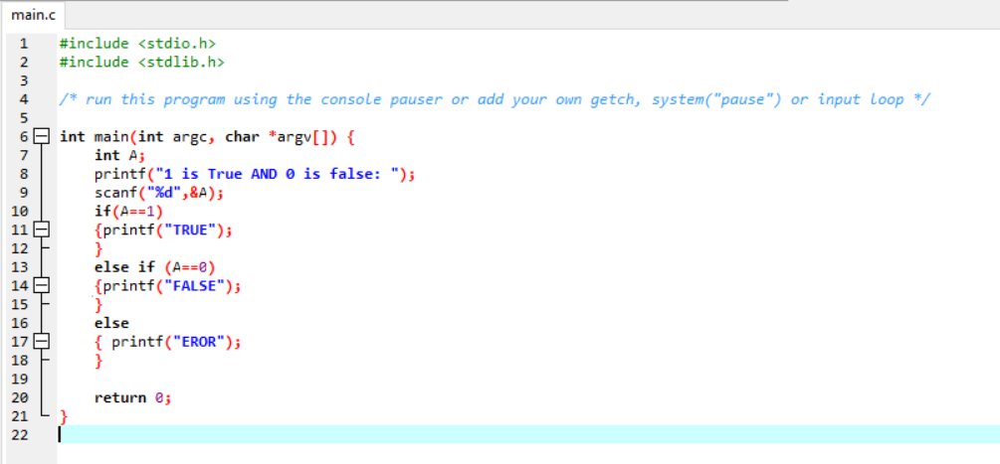 main.c
1 #include <stdio.h>
2 #include <stdlib.h>
3
4 /* run this program using the console pauser or add your own getch, system("pause") or input loop */
5
6 int main(int argc, char *argv[]) {
7 int A;
8 printf("1 is True AND 0 is false: ");
9 scanf("%d",&A);
10 if(A==1)
11 {printf("TRUE");
12 }
13 else if (A==0)
14 {printf("FALSE");
15 }
16 else
17 { printf("EROR");
18 }
19
20 return 0;
21 }
22